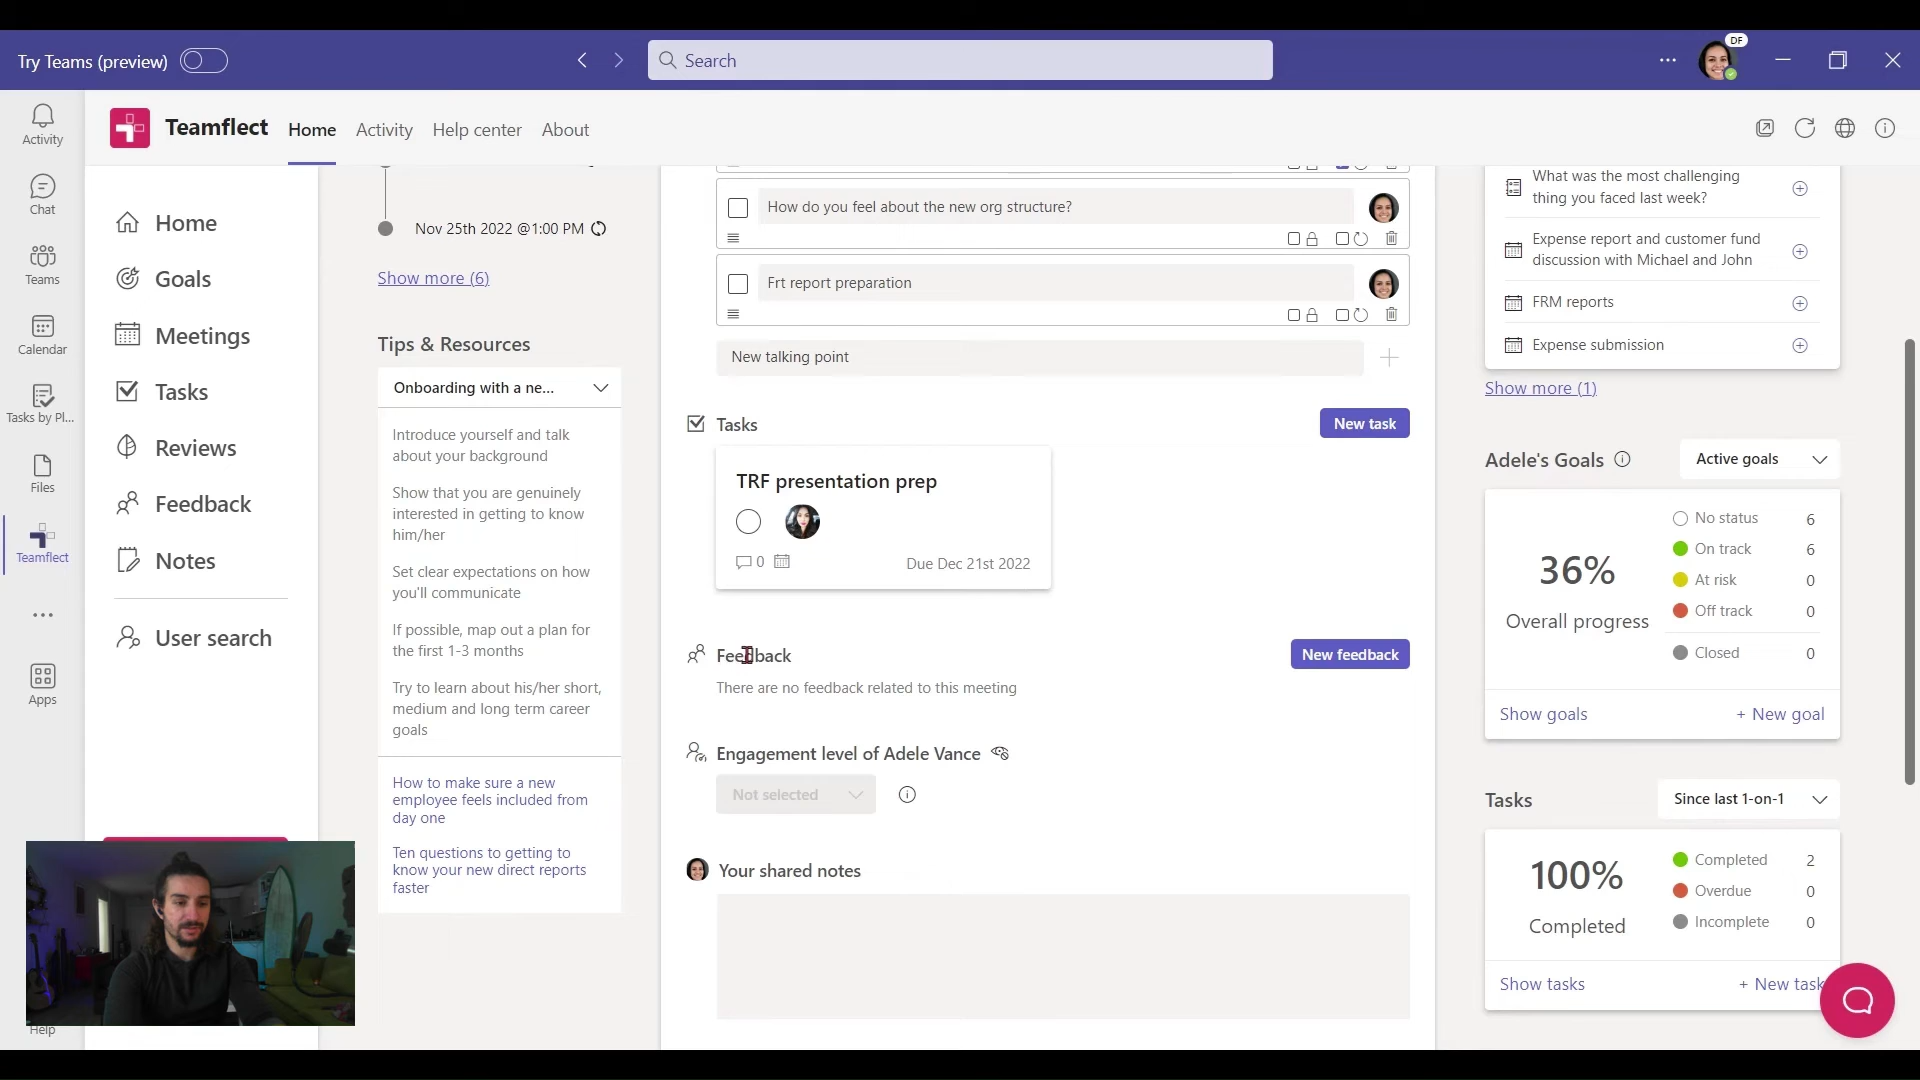 Try Teams (preview)
Search
DF
Activity
Chat
Teams
Calendar
Tasks by Pl...
Files
Teamflect
Apps
Help
Teamflect
Home
Activity
Help center
About
Home
Goals
Meetings
Tasks
Reviews
Feedback
Notes
User search
Nov 25th 2022 @1:00 PM
Show more (6)
Tips & Resources
Onboarding with a ne...
Introduce yourself and talk
about your background
Show that you are genuinely
interested in getting to know
him/her
Set clear expectations on how
you'll communicate
If possible, map out a plan for
the first 1-3 months
Try to learn about his/her short,
medium and long term career
goals
How to make sure a new
employee feels included from
day one
Ten questions to getting to
know your new direct reports
faster
How do you feel about the new org structure?
Frt report preparation
New talking point
Tasks
New task
TRF presentation prep
0
Due Dec 21st 2022
Feedback
New feedback
There are no feedback related to this meeting
Engagement level of Adele Vance
Not selected
Your shared notes
What was the most challenging
thing you faced last week?
Expense report and customer fund
discussion with Michael and John
FRM reports
Expense submission
Show more (1)
Adele's Goals
Active goals
36%
Overall progress
No status 6
On track 6
At risk 0
Off track 0
Closed 0
Show goals
+ New goal
Tasks
Since last 1-on-1
100%
Completed
Completed 2
Overdue 0
Incomplete 0
Show tasks
+ New task